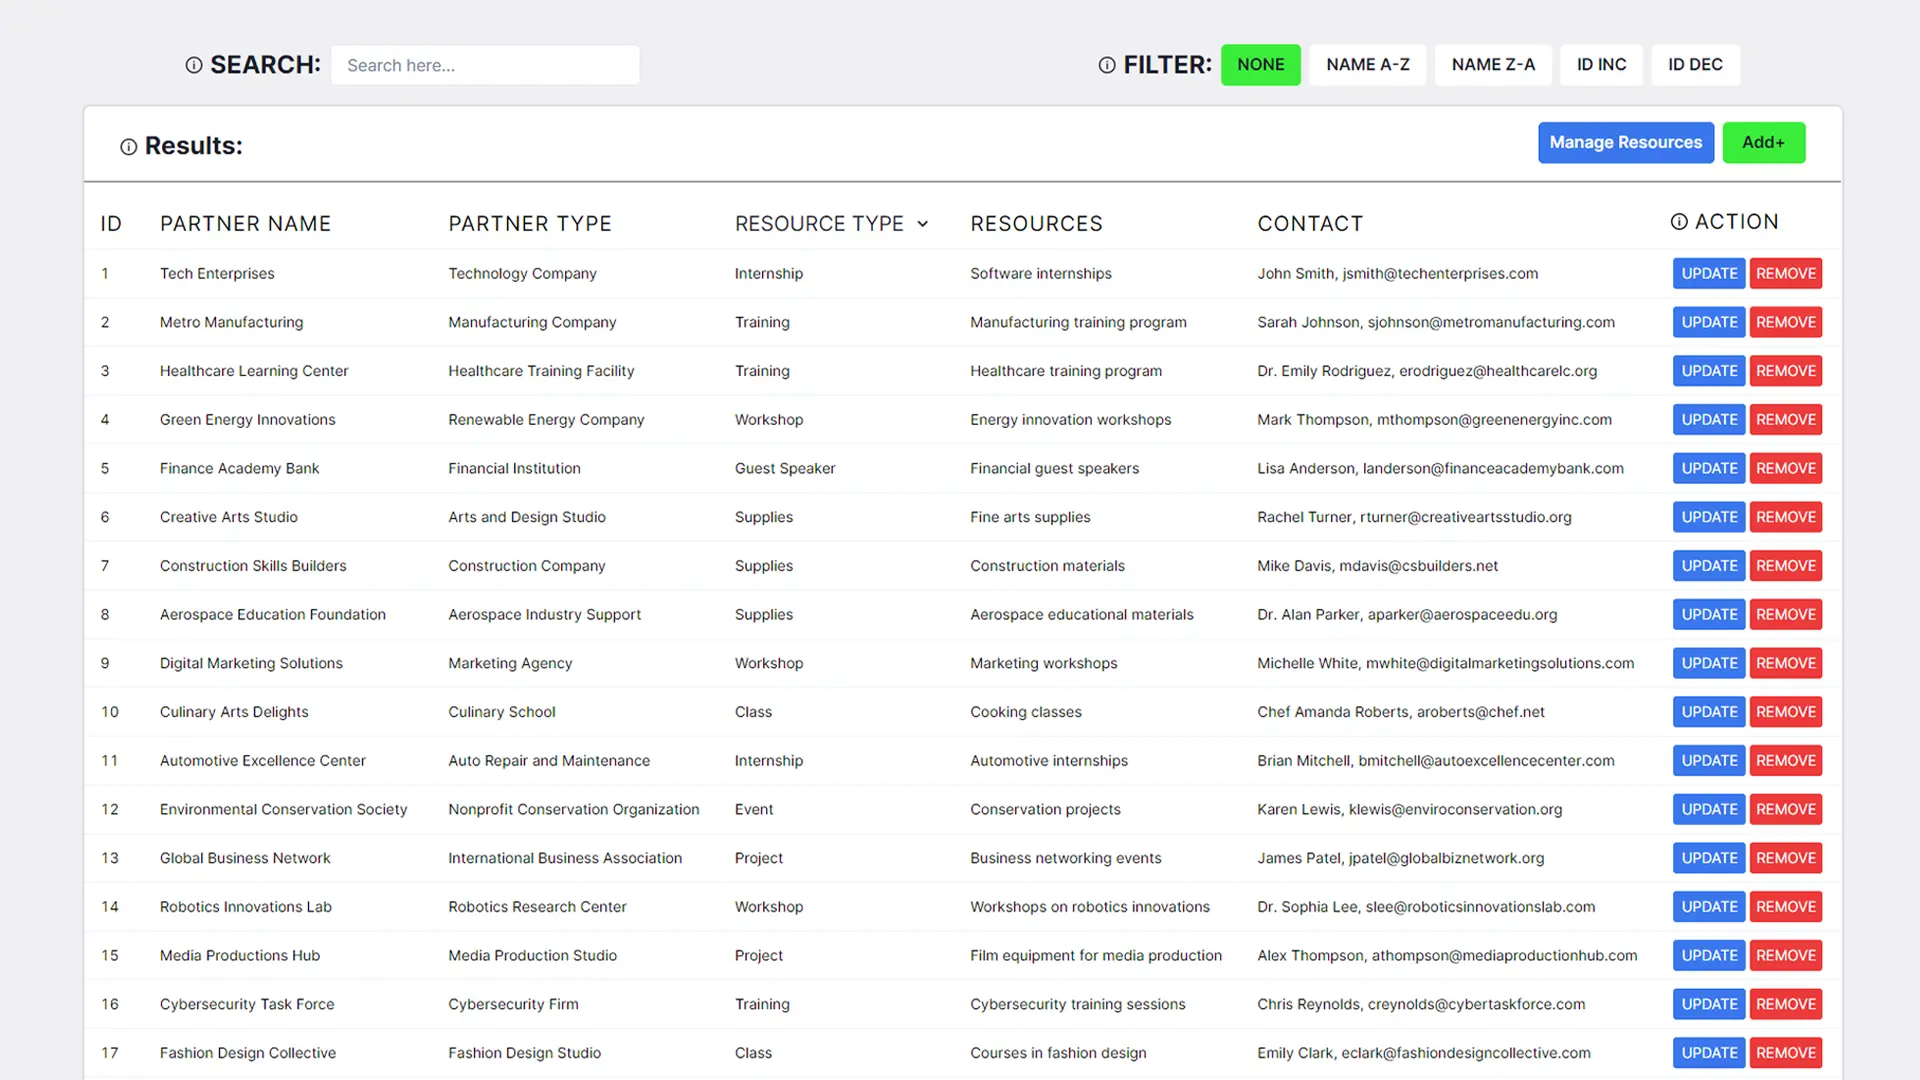 SEARCH: Search here... FILTER: NONE NAME A-Z NAME Z-A ID INC ID DEC
Results: Manage Resources Add+
ID PARTNER NAME PARTNER TYPE RESOURCE TYPE RESOURCES CONTACT ACTION
1 Tech Enterprises Technology Company Internship Software internships John Smith, jsmith@techenterprises.com UPDATE REMOVE
2 Metro Manufacturing Manufacturing Company Training Manufacturing training program Sarah Johnson, sjohnson@metromanufacturing.com UPDATE REMOVE
3 Healthcare Learning Center Healthcare Training Facility Training Healthcare training program Dr. Emily Rodriguez, erodriguez@healthcarelc.org UPDATE REMOVE
4 Green Energy Innovations Renewable Energy Company Workshop Energy innovation workshops Mark Thompson, mthompson@greenenergyinc.com UPDATE REMOVE
5 Finance Academy Bank Financial Institution Guest Speaker Financial guest speakers Lisa Anderson, landerson@financeacademybank.com UPDATE REMOVE
6 Creative Arts Studio Arts and Design Studio Supplies Fine arts supplies Rachel Turner, rturner@creativeartsstudio.org UPDATE REMOVE
7 Construction Skills Builders Construction Company Supplies Construction materials Mike Davis, mdavis@csbuilders.net UPDATE REMOVE
8 Aerospace Education Foundation Aerospace Industry Support Supplies Aerospace educational materials Dr. Alan Parker, aparker@aerospaceedu.org UPDATE REMOVE
9 Digital Marketing Solutions Marketing Agency Workshop Marketing workshops Michelle White, mwhite@digitalmarketingsolutions.com UPDATE REMOVE
10 Culinary Arts Delights Culinary School Class Cooking classes Chef Amanda Roberts, aroberts@chef.net UPDATE REMOVE
11 Automotive Excellence Center Auto Repair and Maintenance Internship Automotive internships Brian Mitchell, bmitchell@autoexcellencecenter.com UPDATE REMOVE
12 Environmental Conservation Society Nonprofit Conservation Organization Event Conservation projects Karen Lewis, klewis@enviroconservation.org UPDATE REMOVE
13 Global Business Network International Business Association Project Business networking events James Patel, jpatel@globalbiznetwork.org UPDATE REMOVE
14 Robotics Innovations Lab Robotics Research Center Workshop Workshops on robotics innovations Dr. Sophia Lee, slee@roboticsinnovationslab.com UPDATE REMOVE
15 Media Productions Hub Media Production Studio Project Film equipment for media production Alex Thompson, athompson@mediaproductionhub.com UPDATE REMOVE
16 Cybersecurity Task Force Cybersecurity Firm Training Cybersecurity training sessions Chris Reynolds, creynolds@cybertaskforce.com UPDATE REMOVE
17 Fashion Design Collective Fashion Design Studio Class Courses in fashion design Emily Clark, eclark@fashiondesigncollective.com UPDATE REMOVE